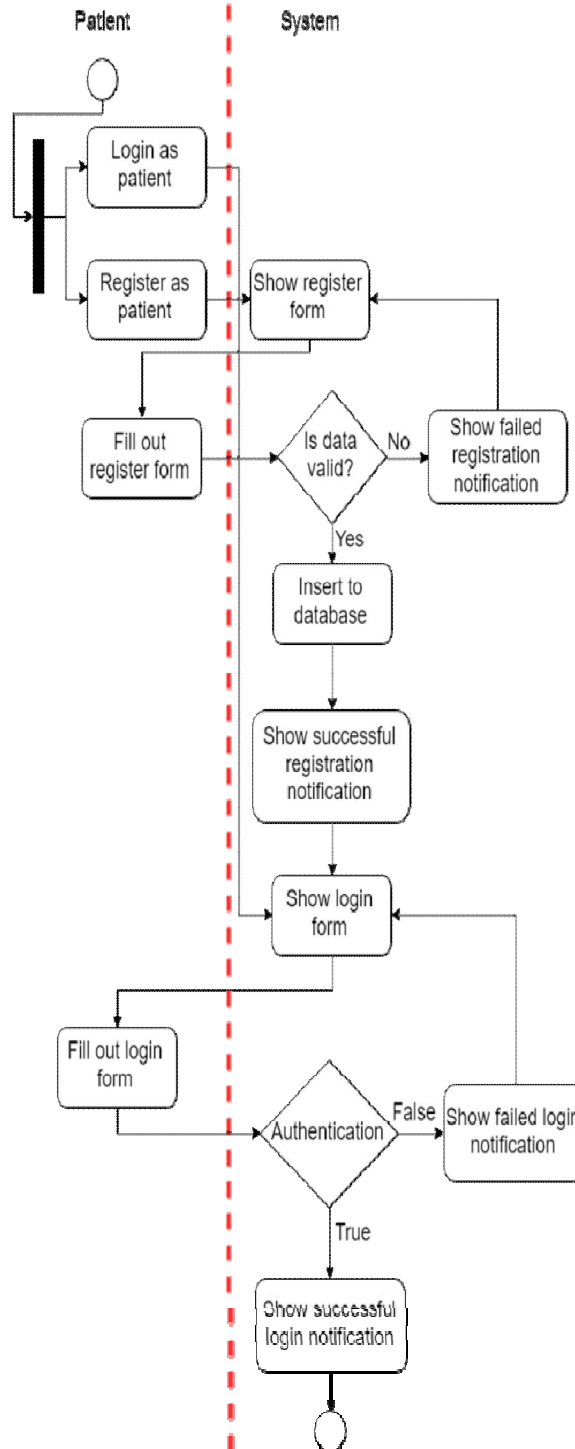 Patient
System
Login as
patient
Register as
patient
Show register
form
Fill out
register form
Is data
valid?
No
Show failed
registration
notification
Yes
Insert to
database
Show successful
registration
notification
Show login
form
Fill out login
form
Authentication
False
Show failed login
notification
True
Show successful
login notification